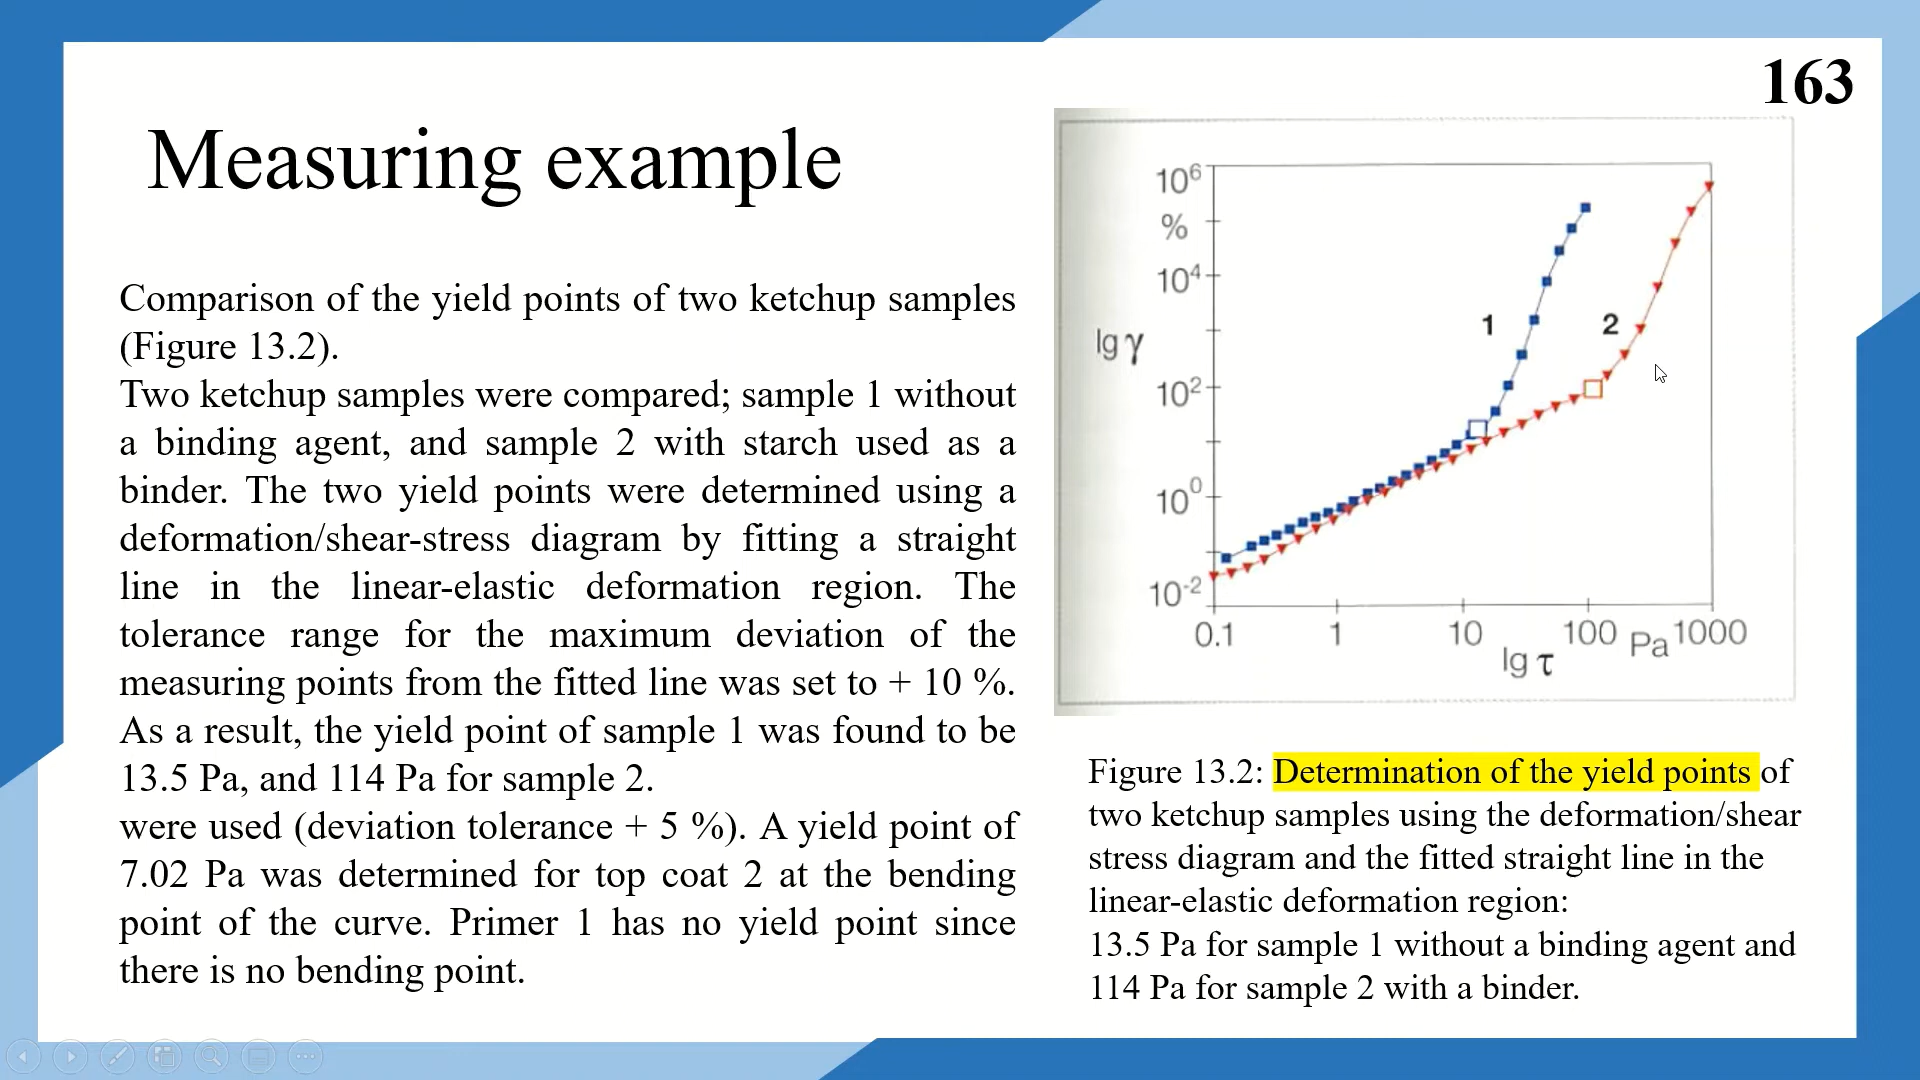 163
Measuring example
Comparison of the yield points of two ketchup samples
(Figure 13.2).
Two ketchup samples were compared; sample 1 without
a binding agent, and sample 2 with starch used as a
binder. The two yield points were determined using a
deformation/shear-stress diagram by fitting a straight
line in the linear-elastic deformation region. The
tolerance range for the maximum deviation of the
measuring points from the fitted line was set to + 10 %.
As a result, the yield point of sample 1 was found to be
13.5 Pa, and 114 Pa for sample 2.
were used (deviation tolerance + 5 %). A yield point of
7.02 Pa was determined for top coat 2 at the bending
point of the curve. Primer 1 has no yield point since
there is no bending point.
10⁶
%
10⁴
1 2
lg γ
10²
10⁰
10⁻²
0.1 1 10 100 Pa 1000
lg τ
Figure 13.2: Determination of the yield points of
two ketchup samples using the deformation/shear
stress diagram and the fitted straight line in the
linear-elastic deformation region:
13.5 Pa for sample 1 without a binding agent and
114 Pa for sample 2 with a binder.